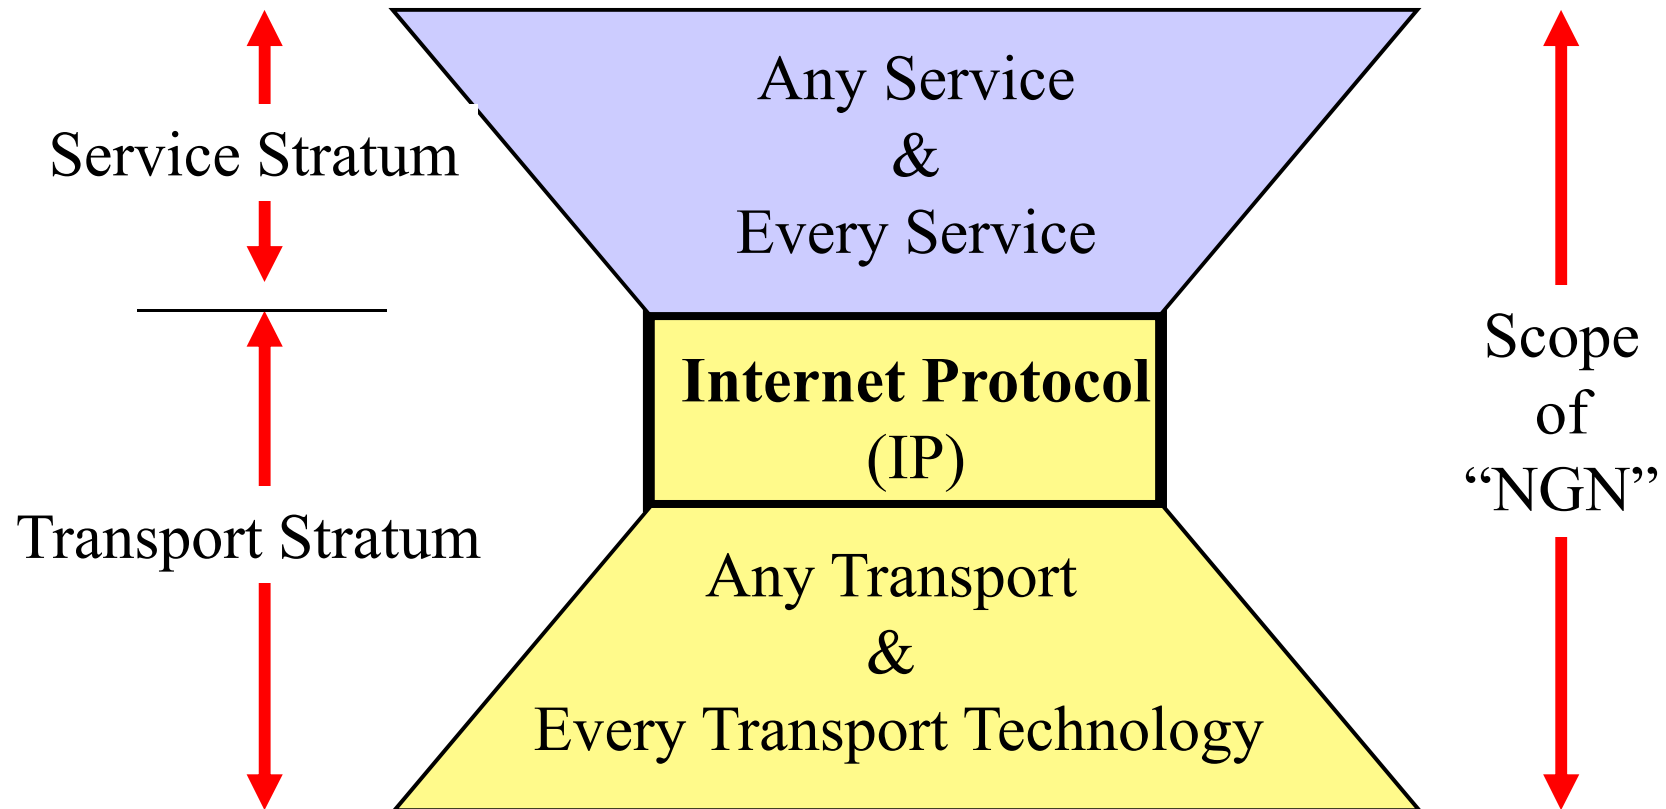 Any Service
&
Every Service
Service Stratum
Internet Protocol
(IP)
Scope
of
“NGN”
Transport Stratum
Any Transport
&
Every Transport Technology